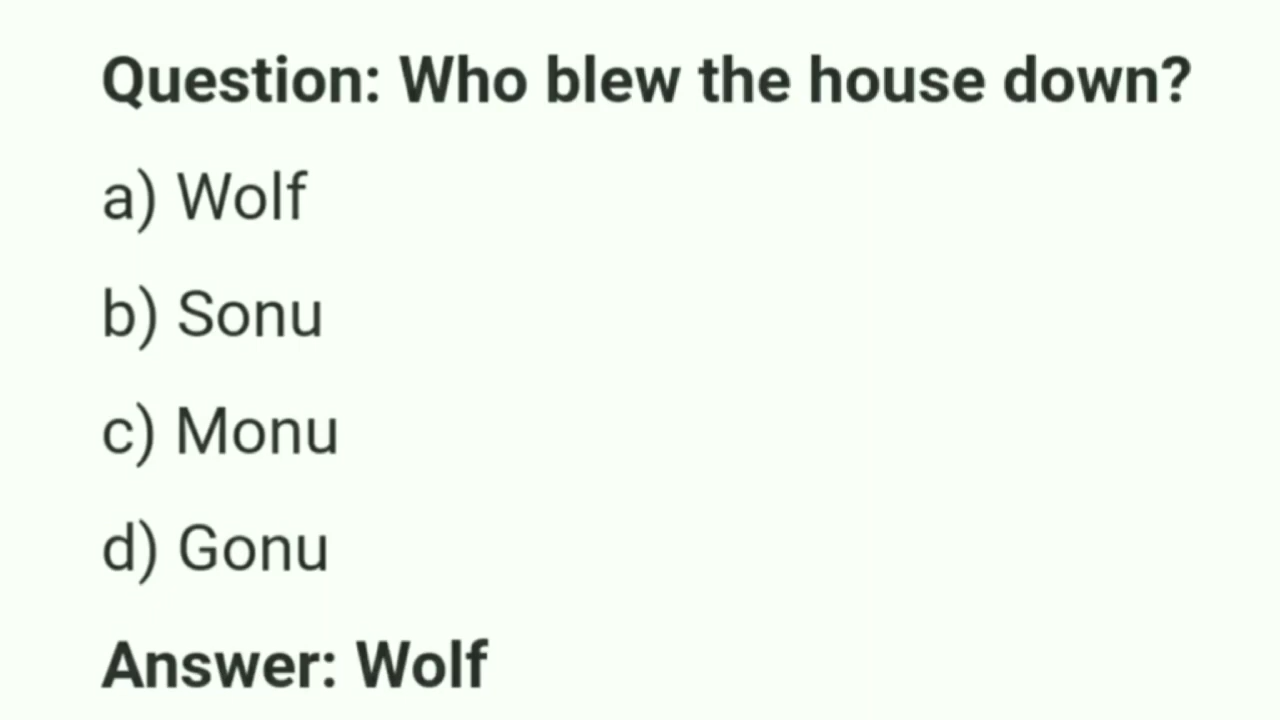 Question: Who blew the house down?
a) Wolf
b) Sonu
c) Monu
d) Gonu
Answer: Wolf